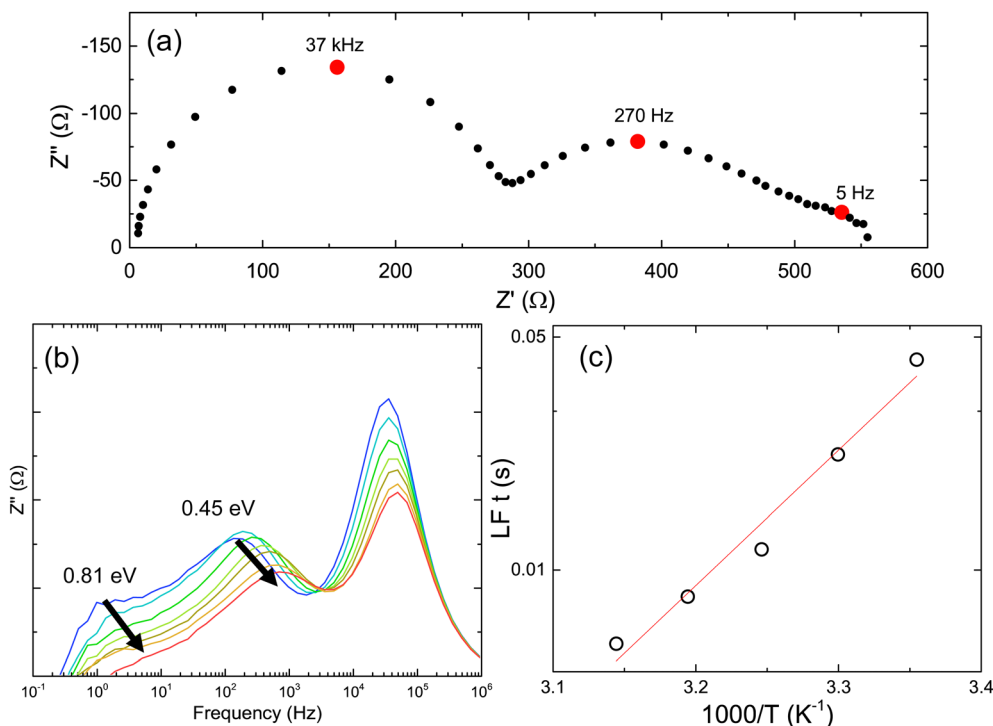 (a)
37 kHz
270 Hz
5 Hz
-150
-100
-50
0
Z'' (Ω)
0 100 200 300 400 500 600
Z' (Ω)
(b)
0.45 eV
0.81 eV
Z'' (Ω)
10⁻¹ 10⁰ 10¹ 10² 10³ 10⁴ 10⁵ 10⁶
Frequency (Hz)
(c)
0.05
0.01
LF t (s)
3.1 3.2 3.3 3.4
1000/T (K⁻¹)